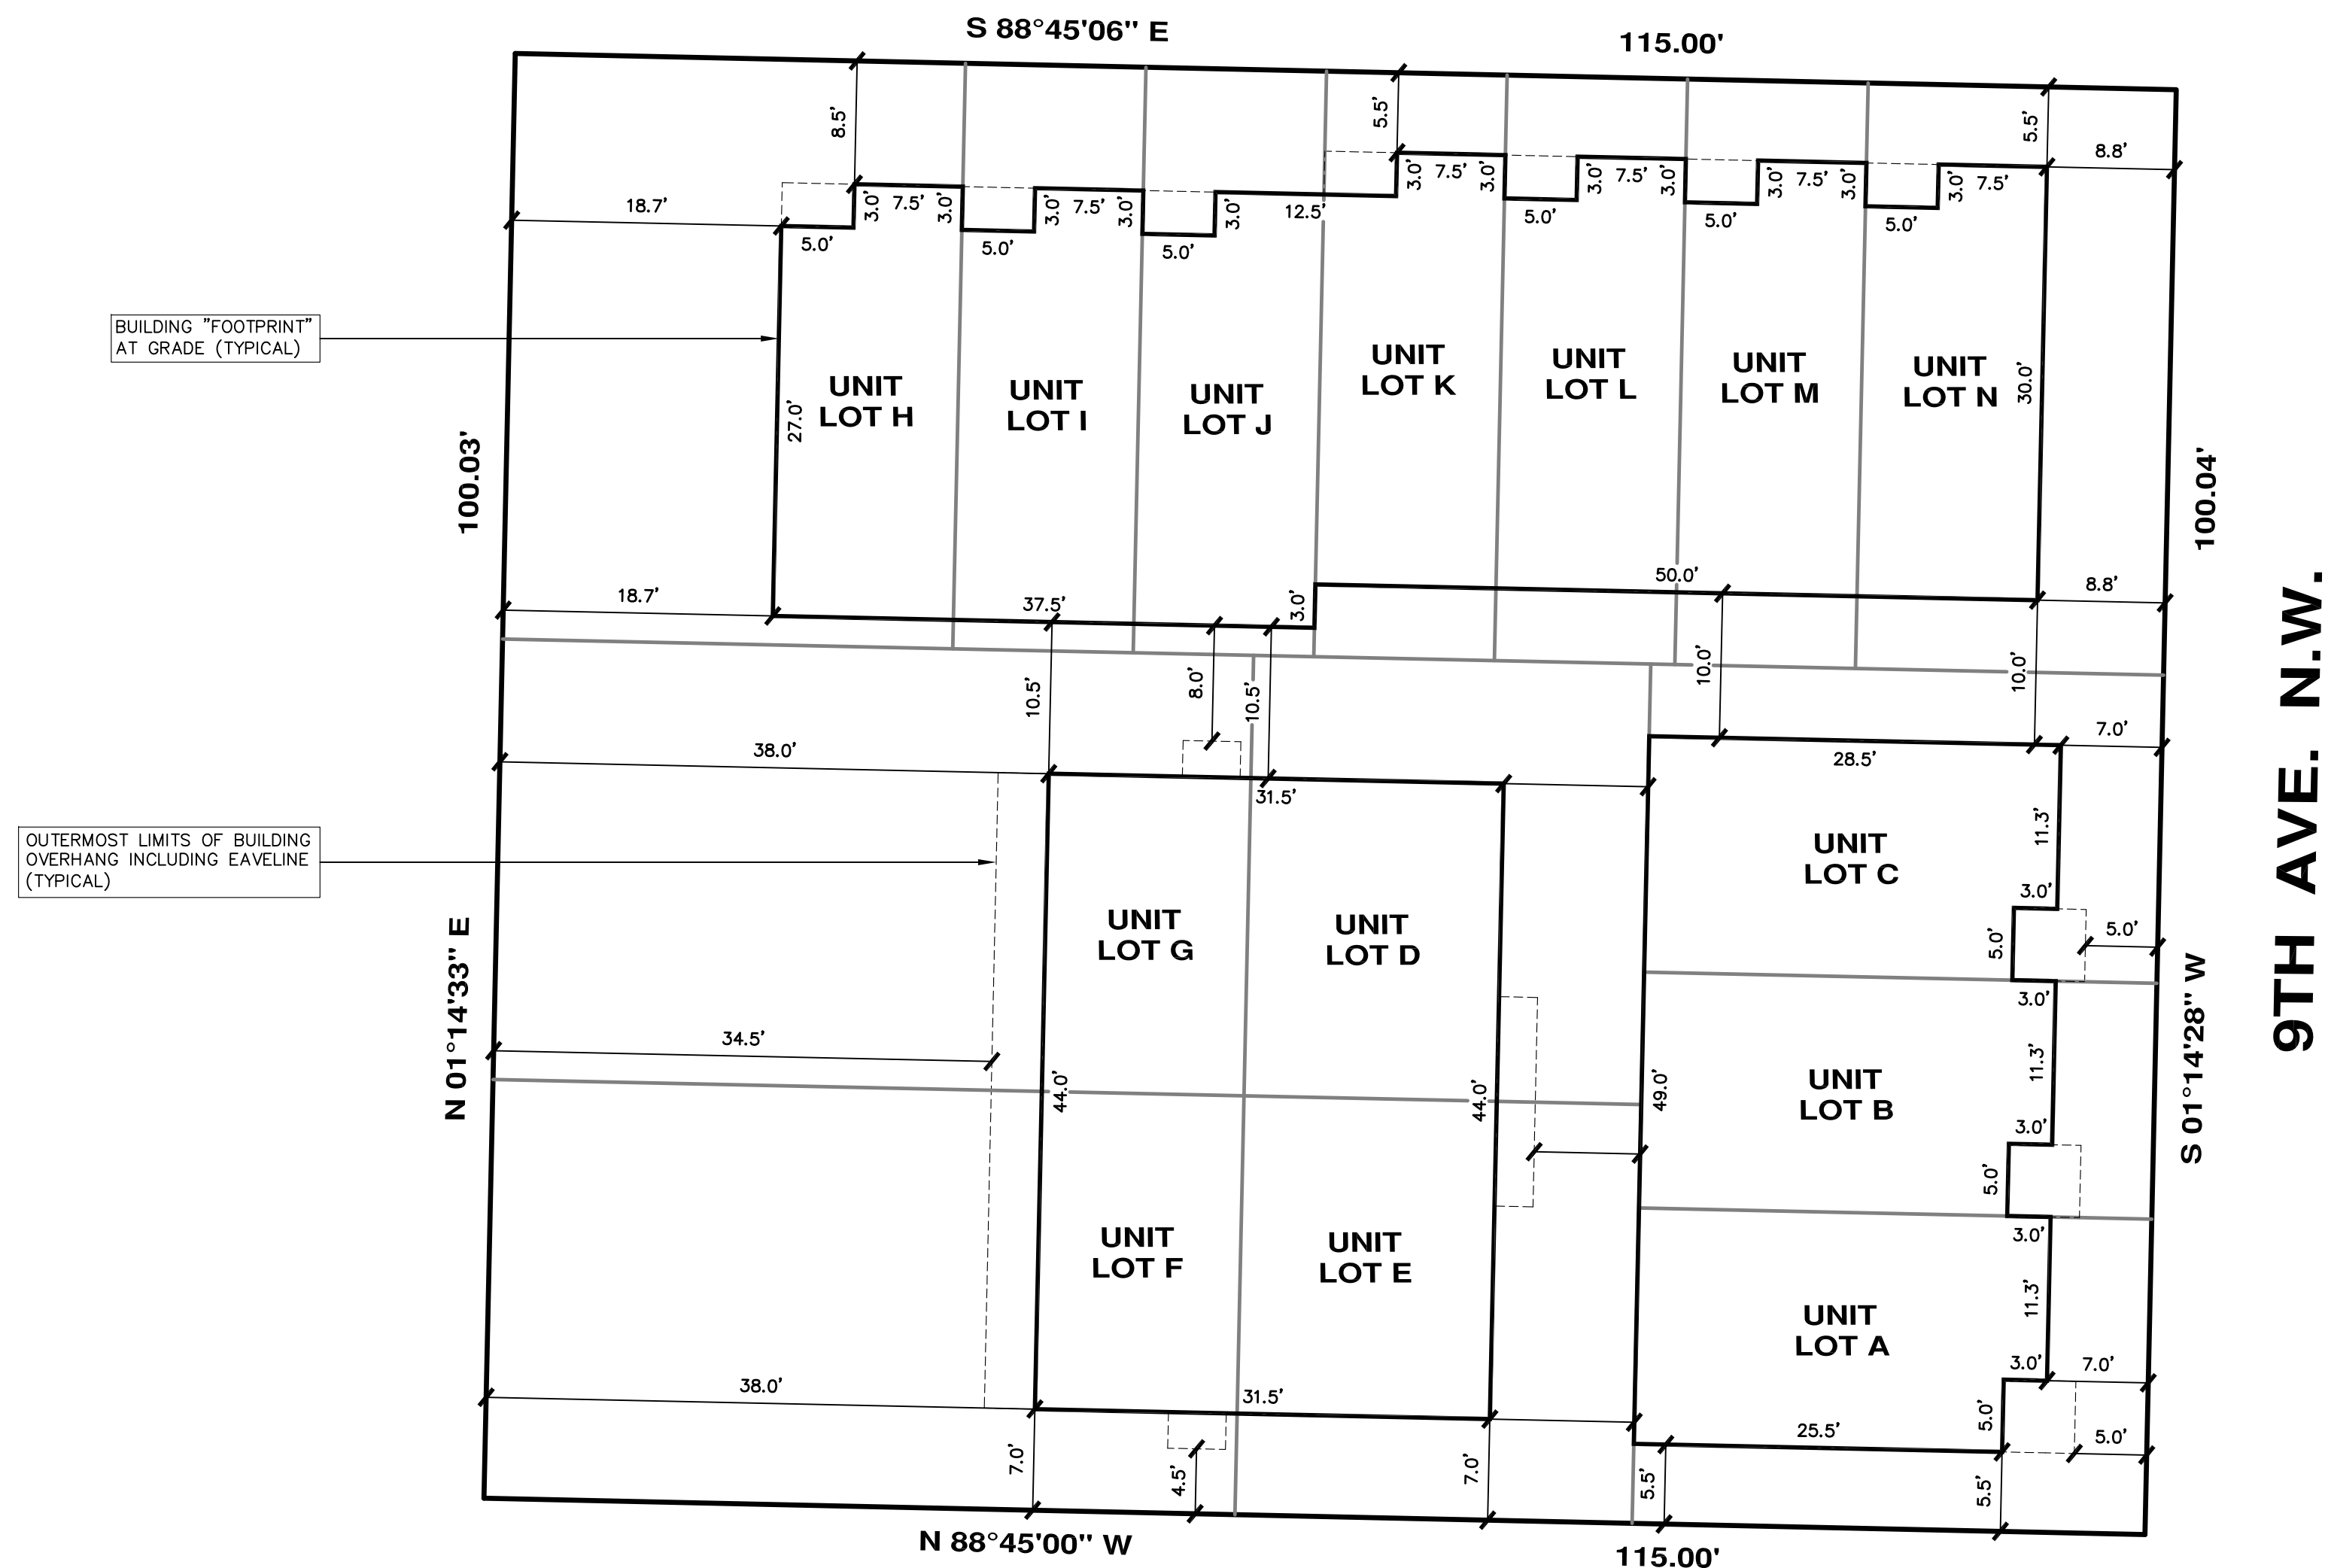 S 88°45'06" E
115.00'
8.5'
5.5'
5.5'
8.8'
18.7'
3.0'
7.5'
3.0'
3.0'
7.5'
3.0'
3.0'
12.5'
3.0'
7.5'
3.0'
3.0'
7.5'
3.0'
3.0'
7.5'
3.0'
3.0'
7.5'
5.0'
5.0'
5.0'
5.0'
5.0'
5.0'
BUILDING "FOOTPRINT"
AT GRADE (TYPICAL)
27.0'
UNIT
LOT H
UNIT
LOT I
UNIT
LOT J
UNIT
LOT K
UNIT
LOT L
UNIT
LOT M
UNIT
LOT N
30.0'
100.03'
100.04'
18.7'
37.5'
3.0'
50.0'
8.8'
10.5'
8.0'
10.5'
10.0'
10.0'
7.0'
38.0'
31.5'
28.5'
OUTERMOST LIMITS OF BUILDING
OVERHANG INCLUDING EAVELINE
(TYPICAL)
UNIT
LOT G
UNIT
LOT D
UNIT
LOT C
11.3'
3.0'
5.0'
5.0'
3.0'
34.5'
44.0'
44.0'
49.0'
UNIT
LOT B
11.3'
3.0'
5.0'
3.0'
N 01°14'33" E
S 01°14'28" W
9TH AVE. N.W.
UNIT
LOT F
UNIT
LOT E
UNIT
LOT A
11.3'
3.0'
7.0'
5.0'
38.0'
31.5'
25.5'
5.0'
7.0'
4.5'
7.0'
5.5'
5.5'
N 88°45'00" W
115.00'